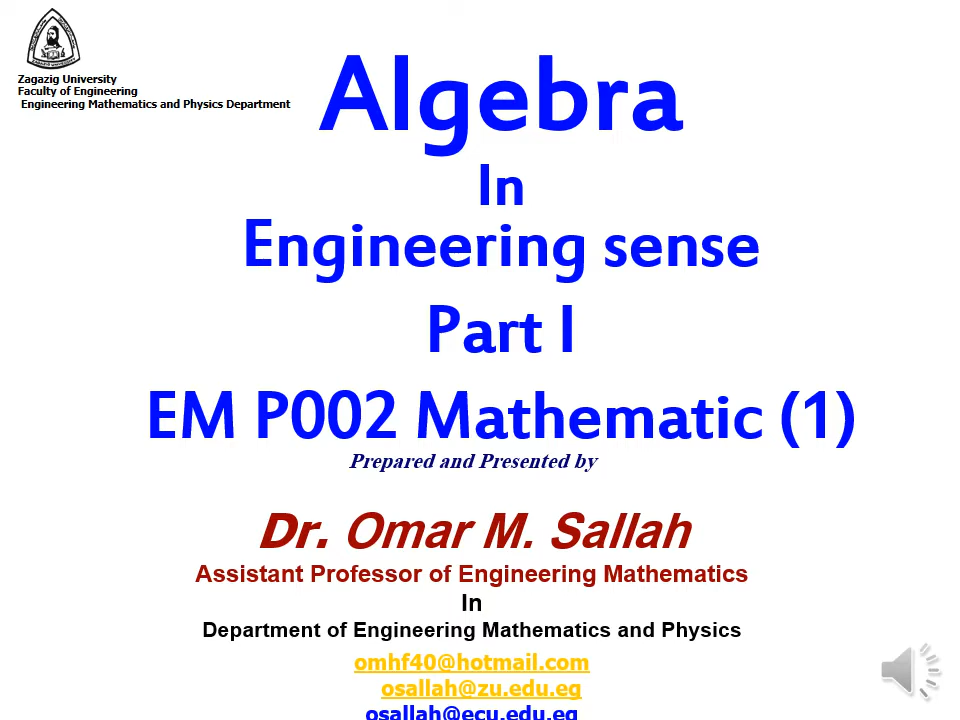 Zagazig University
Faculty of Engineering
Engineering Mathematics and Physics Department
Algebra
In
Engineering sense
Part I
EM P002 Mathematic (1)
Prepared and Presented by
Dr. Omar M. Sallah
Assistant Professor of Engineering Mathematics
In
Department of Engineering Mathematics and Physics
omhf40@hotmail.com
osallah@zu.edu.eg
osallah@ecu.edu.eg